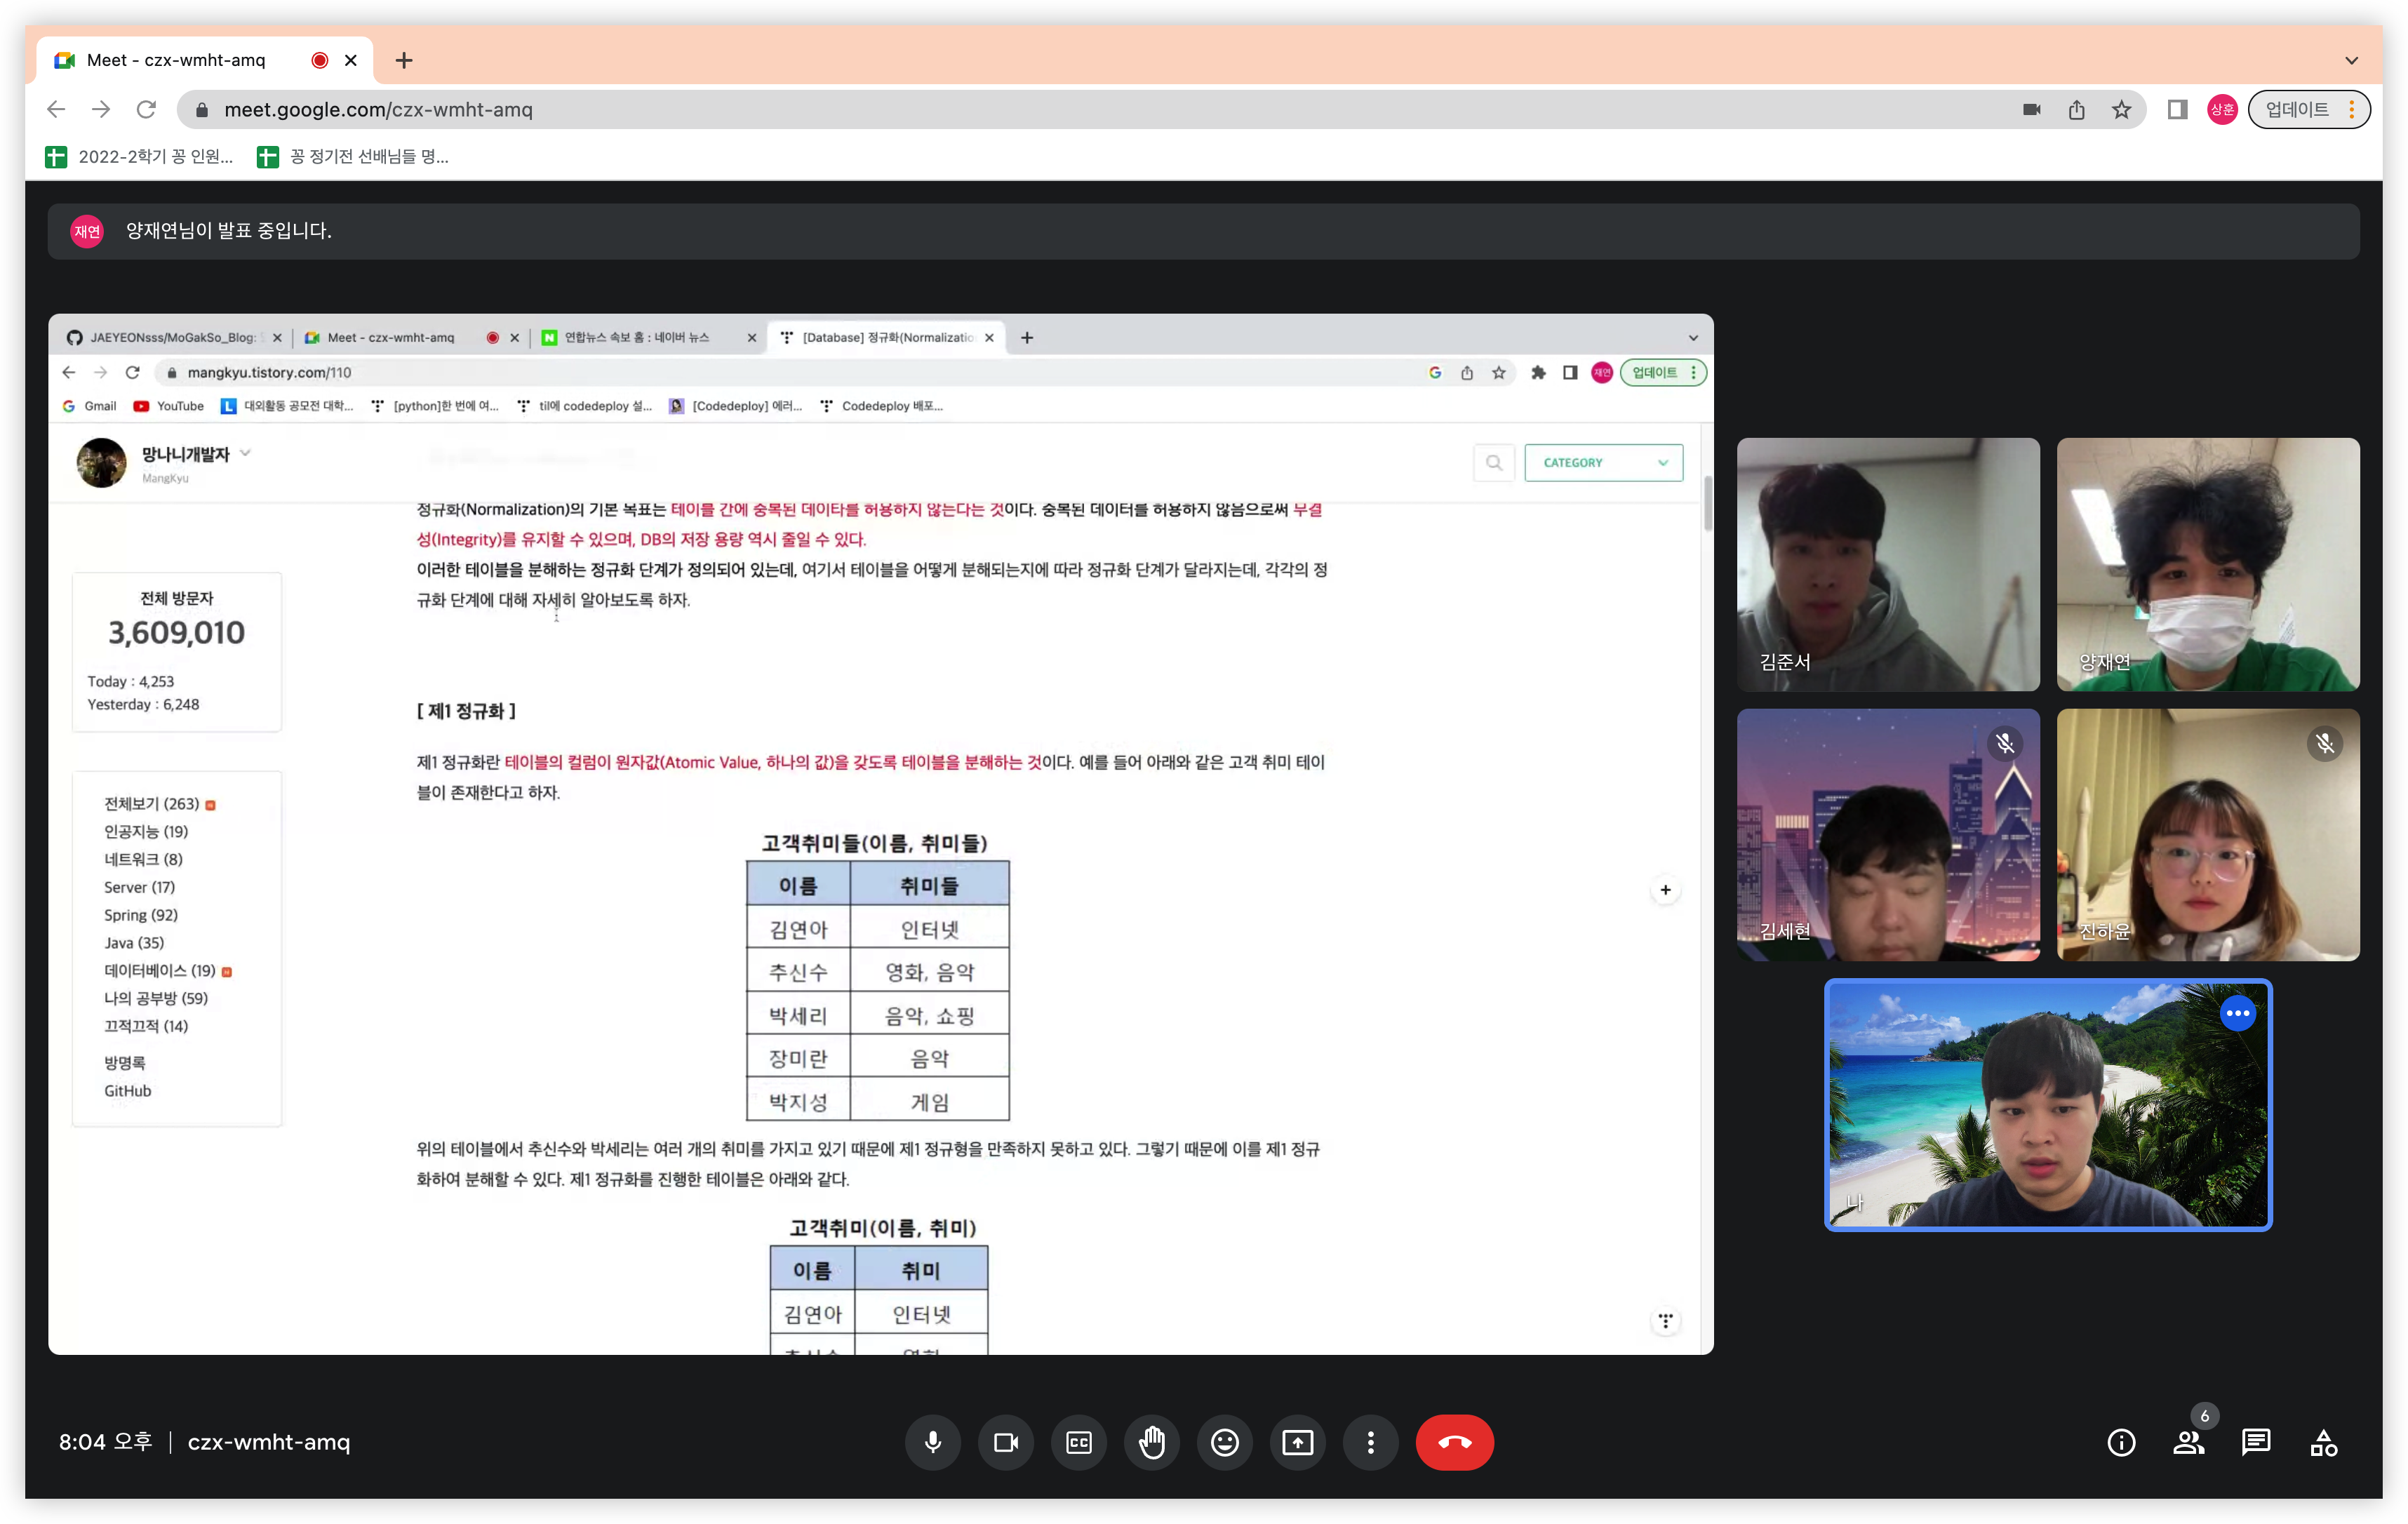 Meet - czx-wmht-amq
meet.google.com/czx-wmht-amq
상훈
업데이트
2022-2학기 꽁 인원...
꽁 정기전 선배님들 명...
재연
양재연님이 발표 중입니다.
JAEYEONsss/MoGakSo_Blog:
Meet - czx-wmht-amq
연합뉴스 속보 홈 : 네이버 뉴스
[Database] 정규화(Normalizatio
mangkyu.tistory.com/110
재연
업데이트
Gmail
YouTube
대외활동 공모전 대학...
[python]한 번에 여...
til에 codedeploy 설...
[Codedeploy] 에러...
Codedeploy 배포...
망나니개발자
MangKyu
CATEGORY
정규화(Normalization)의 기본 목표는 테이블 간에 중복된 데이타를 허용하지 않는다는 것이다. 중복된 데이터를 허용하지 않음으로써 무결
성(Integrity)를 유지할 수 있으며, DB의 저장 용량 역시 줄일 수 있다.
이러한 테이블을 분해하는 정규화 단계가 정의되어 있는데, 여기서 테이블을 어떻게 분해되는지에 따라 정규화 단계가 달라지는데, 각각의 정
규화 단계에 대해 자세히 알아보도록 하자.
전체 방문자
3,609,010
Today : 4,253
Yesterday : 6,248
전체보기 (263)
인공지능 (19)
네트워크 (8)
Server (17)
Spring (92)
Java (35)
데이터베이스 (19)
나의 공부방 (59)
끄적끄적 (14)
방명록
GitHub
[ 제1 정규화 ]
제1 정규화란 테이블의 컬럼이 원자값(Atomic Value, 하나의 값)을 갖도록 테이블을 분해하는 것이다. 예를 들어 아래와 같은 고객 취미 테이
블이 존재한다고 하자.
고객취미들(이름, 취미들)
이름 취미들
김연아 인터넷
추신수 영화, 음악
박세리 음악, 쇼핑
장미란 음악
박지성 게임
위의 테이블에서 추신수와 박세리는 여러 개의 취미를 가지고 있기 때문에 제1 정규형을 만족하지 못하고 있다. 그렇기 때문에 이를 제1 정규
화하여 분해할 수 있다. 제1 정규화를 진행한 테이블은 아래와 같다.
고객취미(이름, 취미)
이름 취미
김연아 인터넷
김준서
양재연
김세현
진하윤
나
8:04 오후 | czx-wmht-amq
6